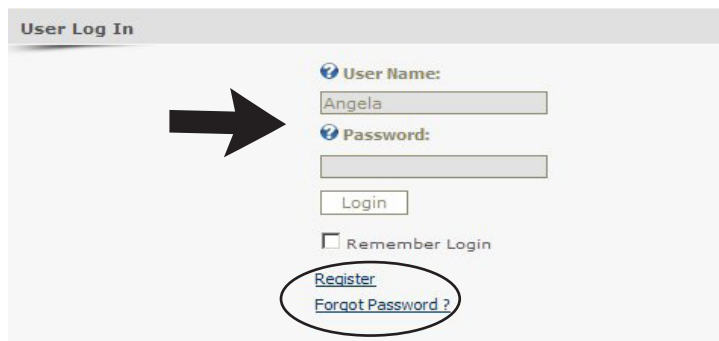 User Log In
User Name:
Angela
Password:
Login
Remember Login
Register
Forgot Password ?